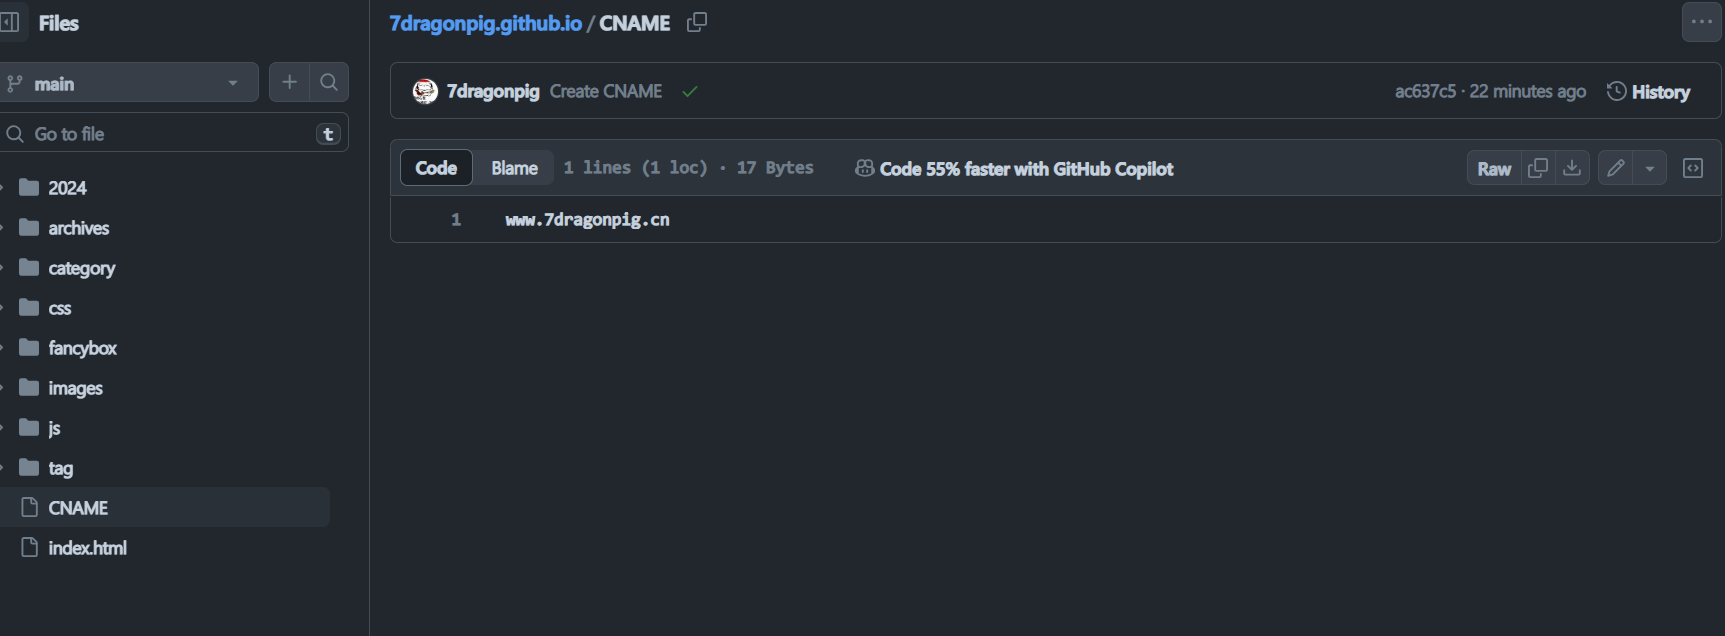 Files
main
Go to file
t
2024
archives
category
css
fancybox
images
js
tag
CNAME
index.html
7dragonpig.github.io / CNAME
7dragonpig Create CNAME
ac637c5 · 22 minutes ago
History
Code Blame 1 lines (1 loc) · 17 Bytes
Code 55% faster with GitHub Copilot
Raw
1 www.7dragonpig.cn